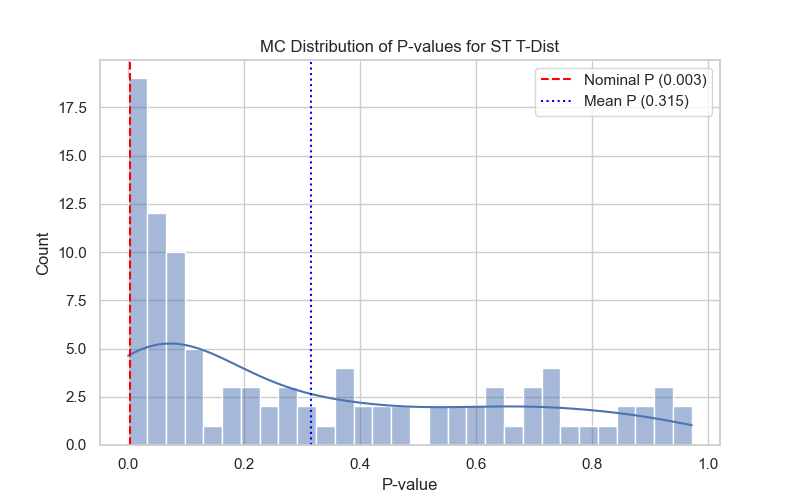 MC Distribution of P-values for ST T-Dist
Nominal P (0.003)
Mean P (0.315)
17.5
15.0
12.5
10.0
7.5
5.0
2.5
0.0
Count
0.0 0.2 0.4 0.6 0.8 1.0
P-value